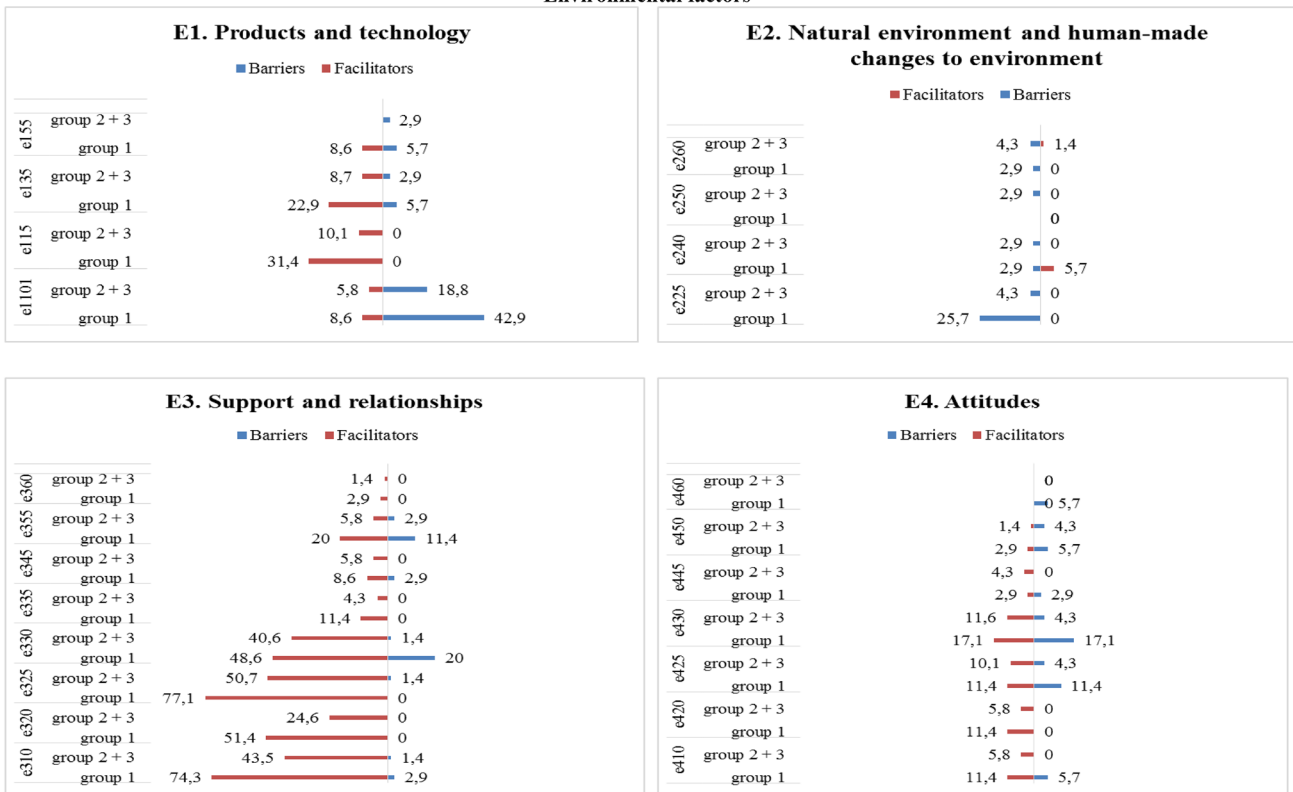 Environmental factors
E1. Products and technology
Barriers Facilitators
e155 group 2 + 3 2,9
group 1 8,6 5,7
e135 group 2 + 3 8,7 2,9
group 1 22,9 5,7
e115 group 2 + 3 10,1 0
group 1 31,4 0
e1101 group 2 + 3 5,8 18,8
group 1 8,6 42,9
E2. Natural environment and human-made
changes to environment
Facilitators Barriers
e260 group 2 + 3 4,3 1,4
group 1 2,9 0
e250 group 2 + 3 2,9 0
group 1 0
e240 group 2 + 3 2,9 0
group 1 2,9 5,7
e225 group 2 + 3 4,3 0
group 1 25,7 0
E3. Support and relationships
Barriers Facilitators
e360 group 2 + 3 1,4 0
group 1 2,9 0
e355 group 2 + 3 5,8 2,9
group 1 20 11,4
e345 group 2 + 3 5,8 0
group 1 8,6 2,9
e335 group 2 + 3 4,3 0
group 1 11,4 0
e330 group 2 + 3 40,6 1,4
group 1 48,6 20
e325 group 2 + 3 50,7 1,4
group 1 77,1 0
e320 group 2 + 3 24,6 0
group 1 51,4 0
e310 group 2 + 3 43,5 1,4
group 1 74,3 2,9
E4. Attitudes
Barriers Facilitators
e460 group 2 + 3 0
group 1 0 5,7
e450 group 2 + 3 1,4 4,3
group 1 2,9 5,7
e445 group 2 + 3 4,3 0
group 1 2,9 2,9
e430 group 2 + 3 11,6 4,3
group 1 17,1 17,1
e425 group 2 + 3 10,1 4,3
group 1 11,4 11,4
e420 group 2 + 3 5,8 0
group 1 11,4 0
e410 group 2 + 3 5,8 0
group 1 11,4 5,7